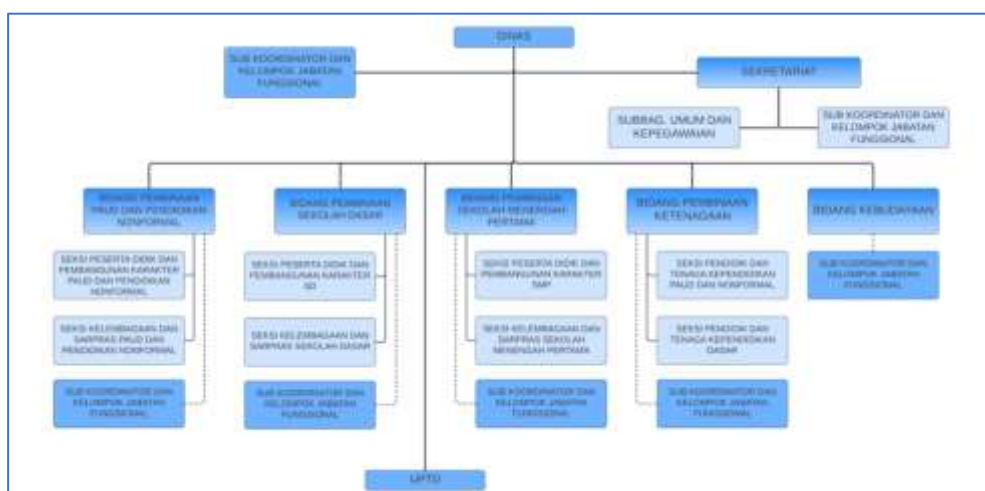 DINAS
SUB KOORDINATOR DAN
KELOMPOK JABATAN
FUNGSIONAL
SEKRETARIAT
SUBBAG. UMUM DAN
KEPEGAWAIAN
SUB KOORDINATOR DAN
KELOMPOK JABATAN
FUNGSIONAL
BIDANG PEMBINAAN
PAUD DAN PENDIDIKAN
NONFORMAL
BIDANG PEMBINAAN
SEKOLAH DASAR
BIDANG PEMBINAAN
SEKOLAH MENENGAH
PERTAMA
BIDANG PEMBINAAN
KETENAGAAN
BIDANG KEBUDAYAAN
SEKSI PESERTA DIDIK DAN
PEMBANGUNAN KARAKTER
PAUD DAN PENDIDIKAN
NONFORMAL
SEKSI PESERTA DIDIK DAN
PEMBANGUNAN KARAKTER
SD
SEKSI PESERTA DIDIK DAN
PEMBANGUNAN KARAKTER
SMP
SEKSI PENDIDIK DAN
TENAGA KEPENDIDIKAN
PAUD DAN NONFORMAL
SUB KOORDINATOR DAN
KELOMPOK JABATAN
FUNGSIONAL
SEKSI KELEMBAGAAN DAN
SARPRAS PAUD DAN
PENDIDIKAN NONFORMAL
SEKSI KELEMBAGAAN DAN
SARPRAS SEKOLAH DASAR
SEKSI KELEMBAGAAN DAN
SARPRAS SEKOLAH
MENENGAH PERTAMA
SEKSI PENDIDIK DAN
TENAGA KEPENDIDIKAN
DASAR
SUB KOORDINATOR DAN
KELOMPOK JABATAN
FUNGSIONAL
SUB KOORDINATOR DAN
KELOMPOK JABATAN
FUNGSIONAL
SUB KOORDINATOR DAN
KELOMPOK JABATAN
FUNGSIONAL
SUB KOORDINATOR DAN
KELOMPOK JABATAN
FUNGSIONAL
UPTD